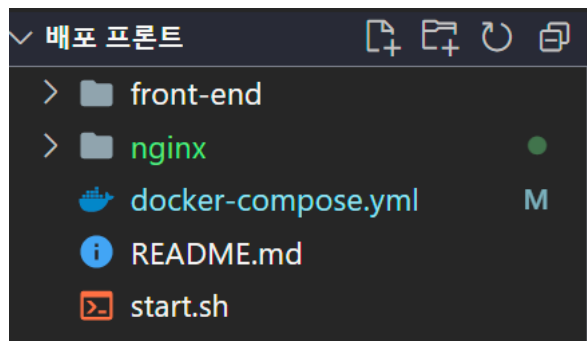 배포 프론트
front-end
nginx
docker-compose.yml M
README.md
start.sh